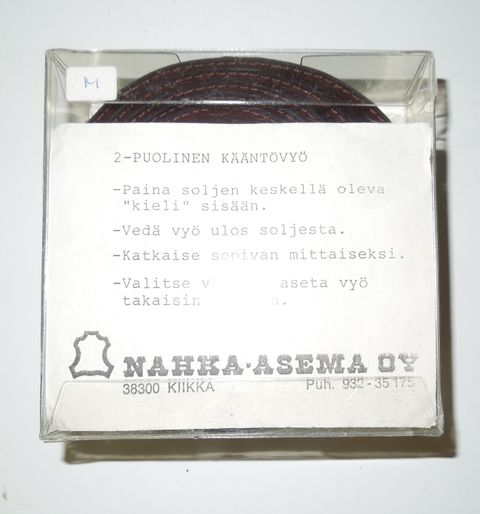 M
2-PUOLINEN KÄÄNTÖVYÖ
-Paina soljen keskellä oleva
"kieli" sisään.
-Vedä vyö ulos soljesta.
-Katkaise sopivan mittaiseksi.
-Valitse aseta vyö
takaisin
NAHKA-ASEMA OY
38300 KIIKKA Puh. 932-35 175